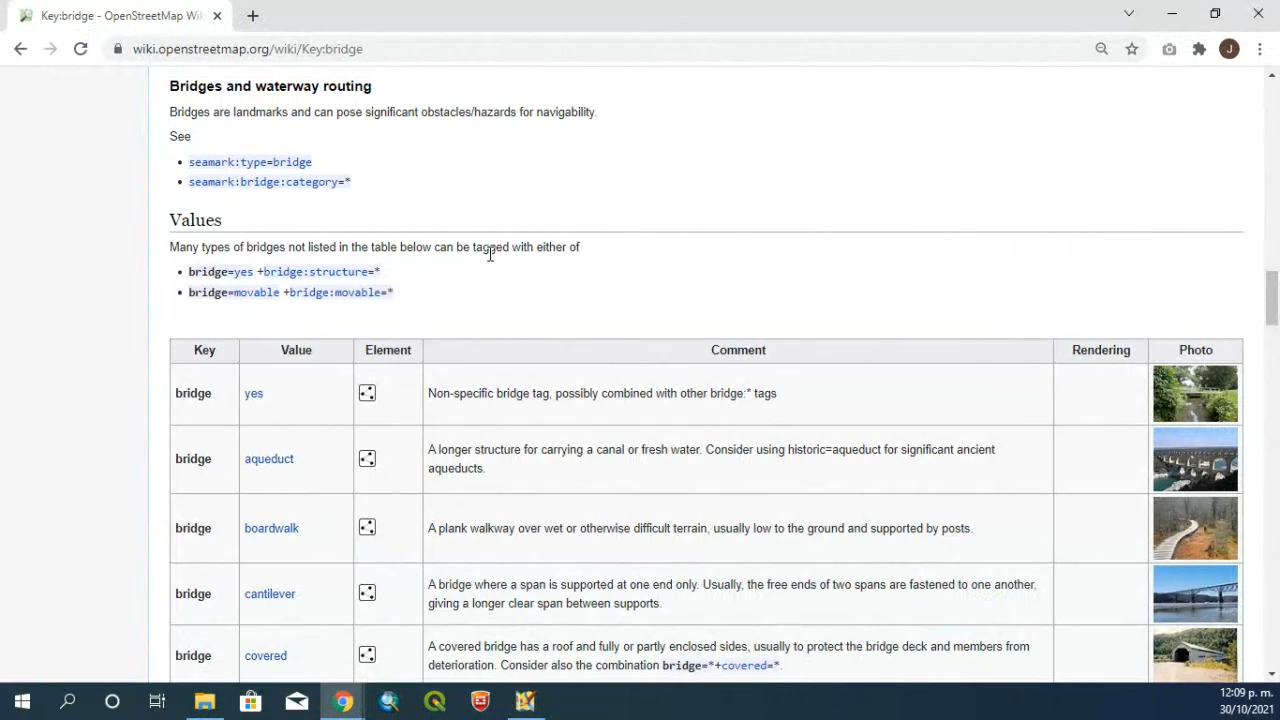 Key:bridge - OpenStreetMap Wi
wiki.openstreetmap.org/wiki/Key:bridge
J
Bridges and waterway routing
Bridges are landmarks and can pose significant obstacles/hazards for navigability.
See
seamark:type=bridge
seamark:bridge:category=*
Values
Many types of bridges not listed in the table below can be tagged with either of
bridge=yes +bridge:structure=*
bridge=movable +bridge:movable=*
Key Value Element Comment Rendering Photo
bridge yes Non-specific bridge tag, possibly combined with other bridge:* tags
bridge aqueduct A longer structure for carrying a canal or fresh water. Consider using historic=aqueduct for significant ancient
aqueducts.
bridge boardwalk A plank walkway over wet or otherwise difficult terrain, usually low to the ground and supported by posts.
bridge cantilever A bridge where a span is supported at one end only. Usually, the free ends of two spans are fastened to one another,
giving a longer clear span between supports.
bridge covered A covered bridge has a roof and fully or partly enclosed sides, usually to protect the bridge deck and members from
deterioration. Consider also the combination bridge=*+covered=*.
12:09 p. m.
30/10/2021